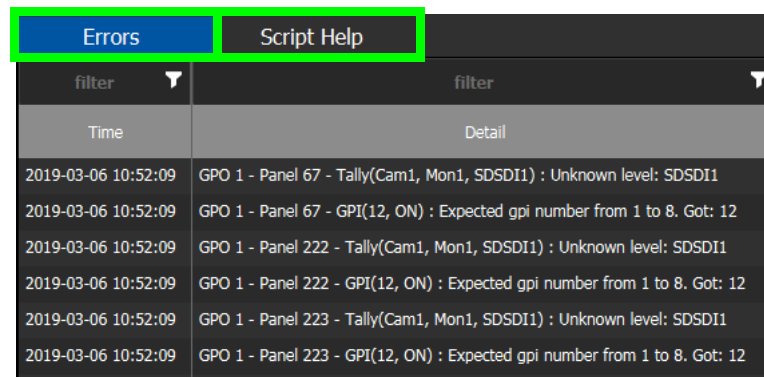 Errors Script Help
filter filter
Time Detail
2019-03-06 10:52:09 GPO 1 - Panel 67 - Tally(Cam1, Mon1, SDSDI1) : Unknown level: SDSDI1
2019-03-06 10:52:09 GPO 1 - Panel 67 - GPI(12, ON) : Expected gpi number from 1 to 8. Got: 12
2019-03-06 10:52:09 GPO 1 - Panel 222 - Tally(Cam1, Mon1, SDSDI1) : Unknown level: SDSDI1
2019-03-06 10:52:09 GPO 1 - Panel 222 - GPI(12, ON) : Expected gpi number from 1 to 8. Got: 12
2019-03-06 10:52:09 GPO 1 - Panel 223 - Tally(Cam1, Mon1, SDSDI1) : Unknown level: SDSDI1
2019-03-06 10:52:09 GPO 1 - Panel 223 - GPI(12, ON) : Expected gpi number from 1 to 8. Got: 12